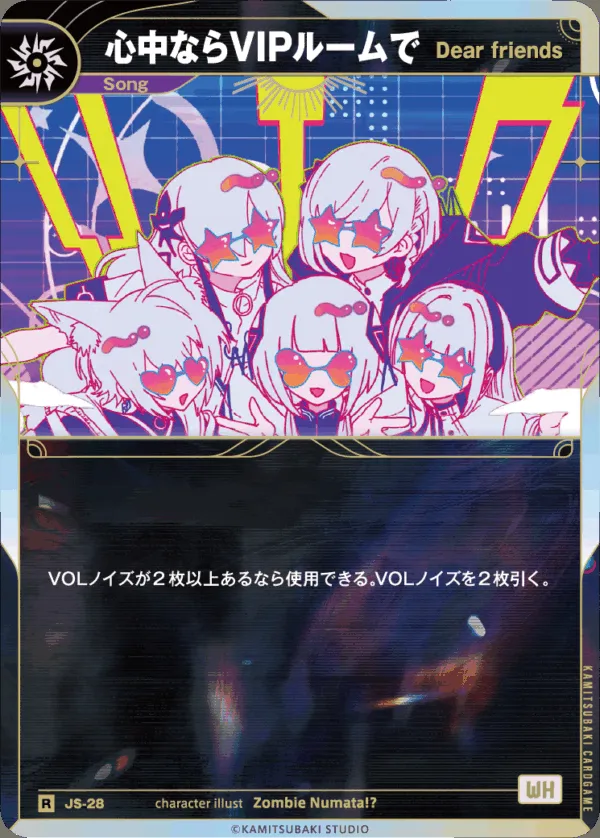 心中ならVIPルームで Dear friends
Song
VOLノイズが2枚以上あるなら使用できる。VOLノイズを2枚引く。
KAMITSUBAKI CARDGAME
WH
R JS-28 character illust Zombie Numata!?
©KAMITSUBAKI STUDIO